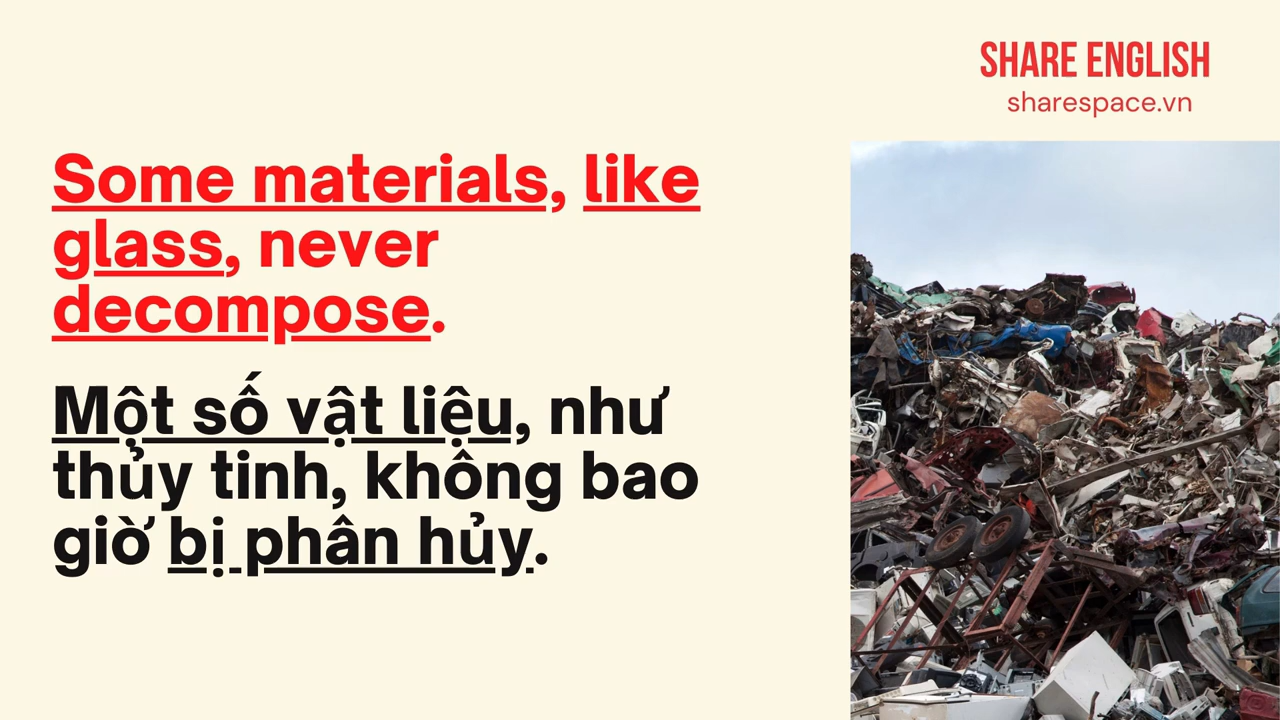 SHARE ENGLISH
sharespace.vn
Some materials, like
glass, never
decompose.
Một số vật liệu, như
thủy tinh, không bao
giờ bị phân hủy.